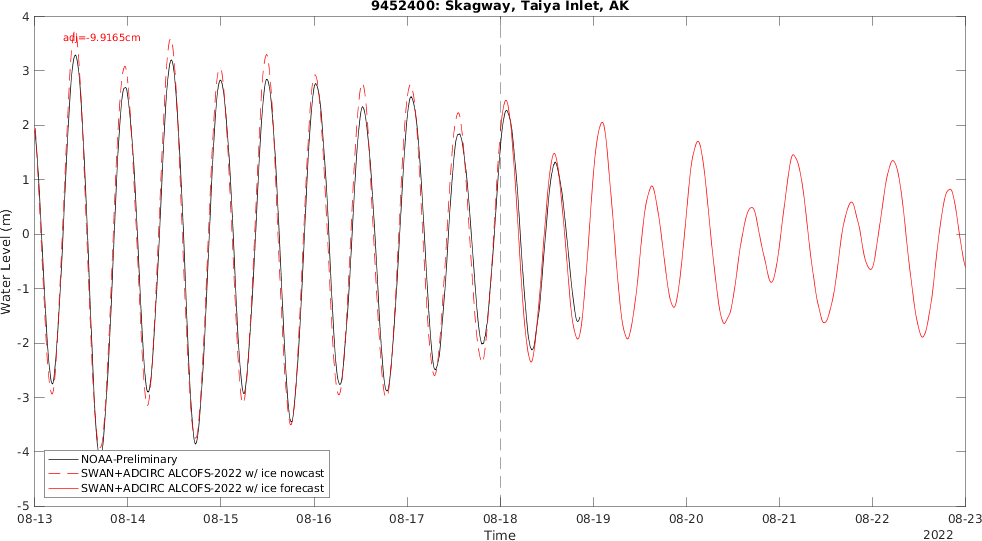 9452400: Skagway, Taiya Inlet, AK
adj=-9.9165cm
Water Level (m)
4
3
2
1
0
-1
-2
-3
-4
-5
NOAA-Preliminary
SWAN+ADCIRC ALCOFS-2022 w/ ice nowcast
SWAN+ADCIRC ALCOFS-2022 w/ ice forecast
08-13 08-14 08-15 08-16 08-17 08-18 08-19 08-20 08-21 08-22 08-23
Time
2022